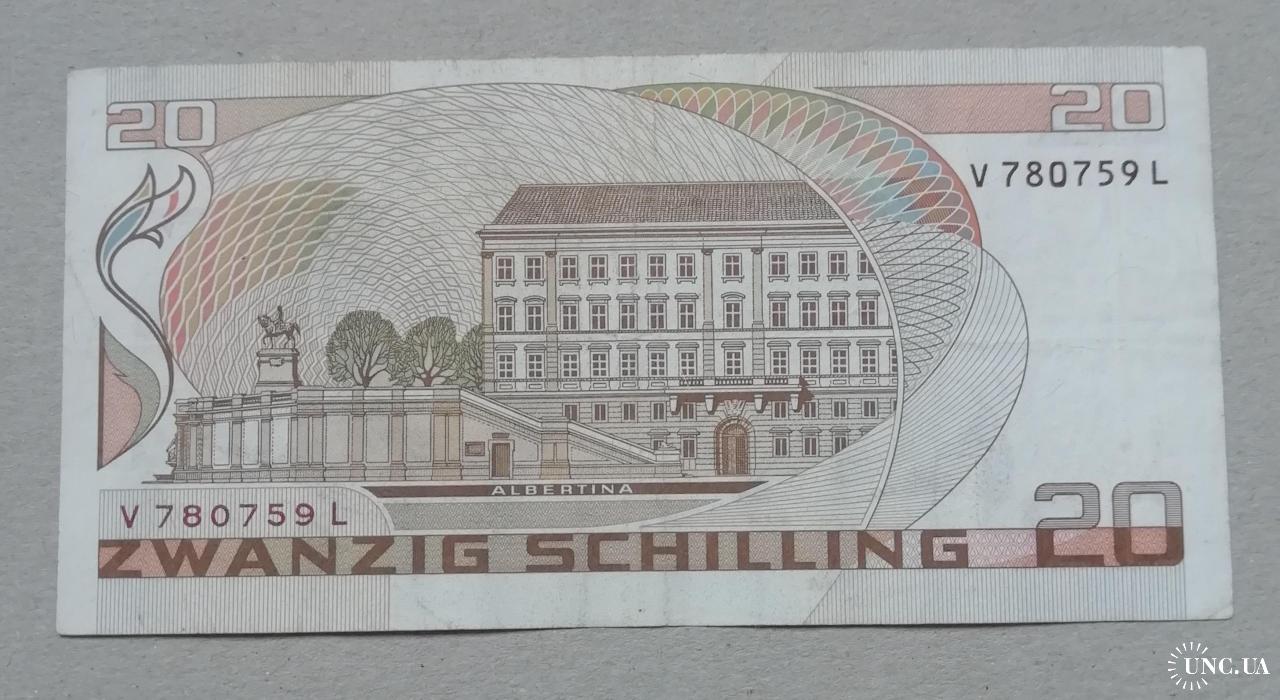 20 20
V 780759 L
ALBERTINA
V 780759 L
20
ZWANZIG SCHILLING
UNC.UA